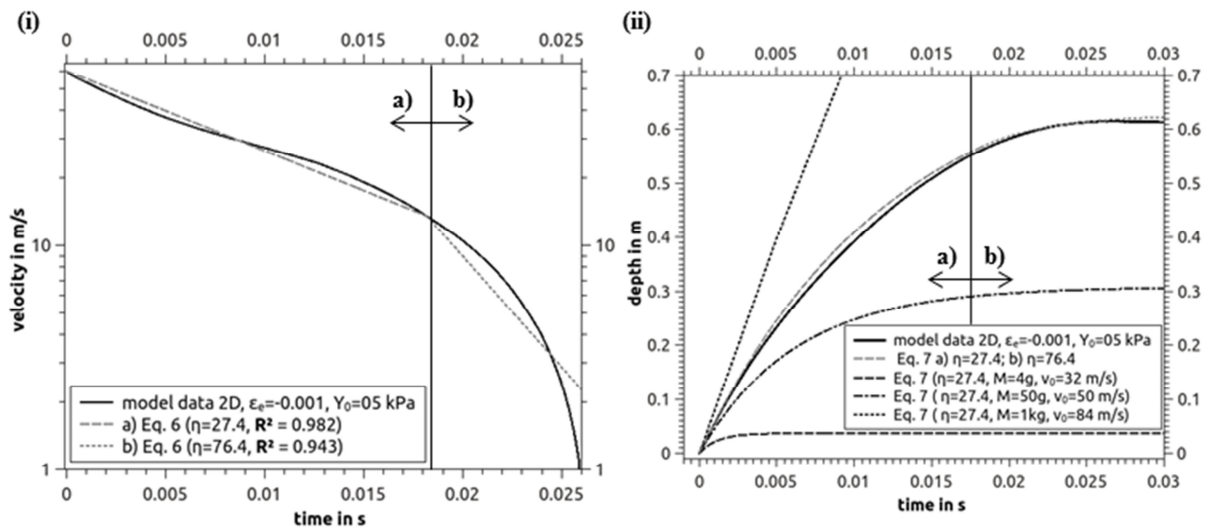 (i)
0 0.005 0.01 0.015 0.02 0.025
a) b)
velocity in m/s
10 10
1 1
model data 2D, εe=-0.001, Y0=05 kPa
a) Eq. 6 (η=27.4, R² = 0.982)
b) Eq. 6 (η=76.4, R² = 0.943)
0 0.005 0.01 0.015 0.02 0.025
time in s
(ii)
0 0.005 0.01 0.015 0.02 0.025 0.03
0.7 0.7
0.6 0.6
0.5 0.5
0.4 0.4
a) b)
depth in m
0.3 0.3
0.2 0.2
0.1 0.1
0 0
model data 2D, εe=-0.001, Y0=05 kPa
Eq. 7 a) η=27.4; b) η=76.4
Eq. 7 (η=27.4, M=4g, v0=32 m/s)
Eq. 7 ( η=27.4, M=50g, v0=50 m/s)
Eq. 7 ( η=27.4, M=1kg, v0=84 m/s)
0 0.005 0.01 0.015 0.02 0.025 0.03
time in s